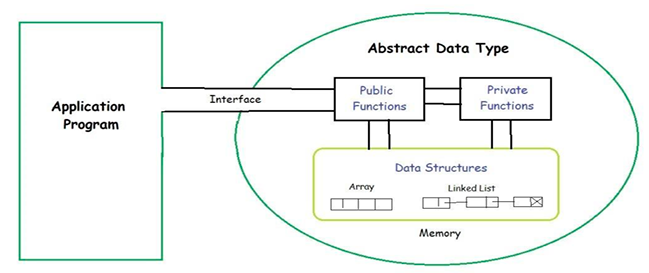 Abstract Data Type
Application
Program
Interface
Public
Functions
Private
Functions
Data Structures
Array
Linked List
Memory